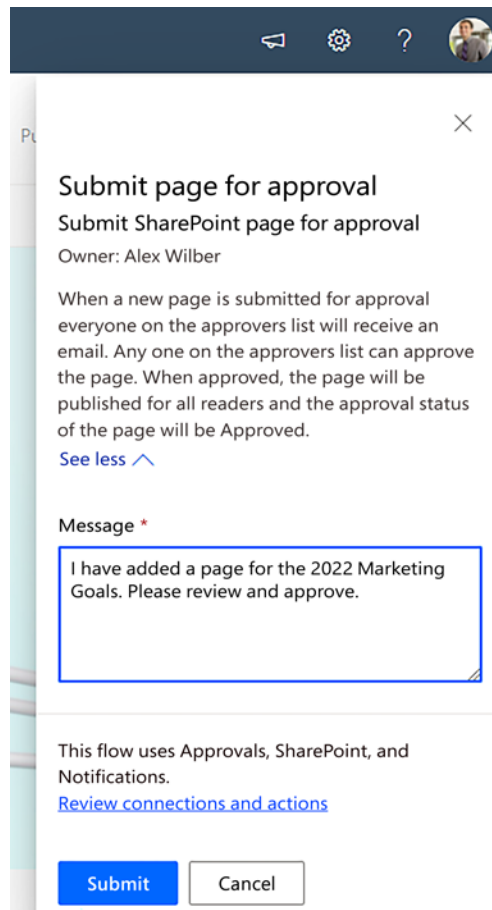 Pu
Submit page for approval
Submit SharePoint page for approval
Owner: Alex Wilber
When a new page is submitted for approval
everyone on the approvers list will receive an
email. Any one on the approvers list can approve
the page. When approved, the page will be
published for all readers and the approval status
of the page will be Approved.
See less
Message *
I have added a page for the 2022 Marketing
Goals. Please review and approve.
This flow uses Approvals, SharePoint, and
Notifications.
Review connections and actions
Submit Cancel